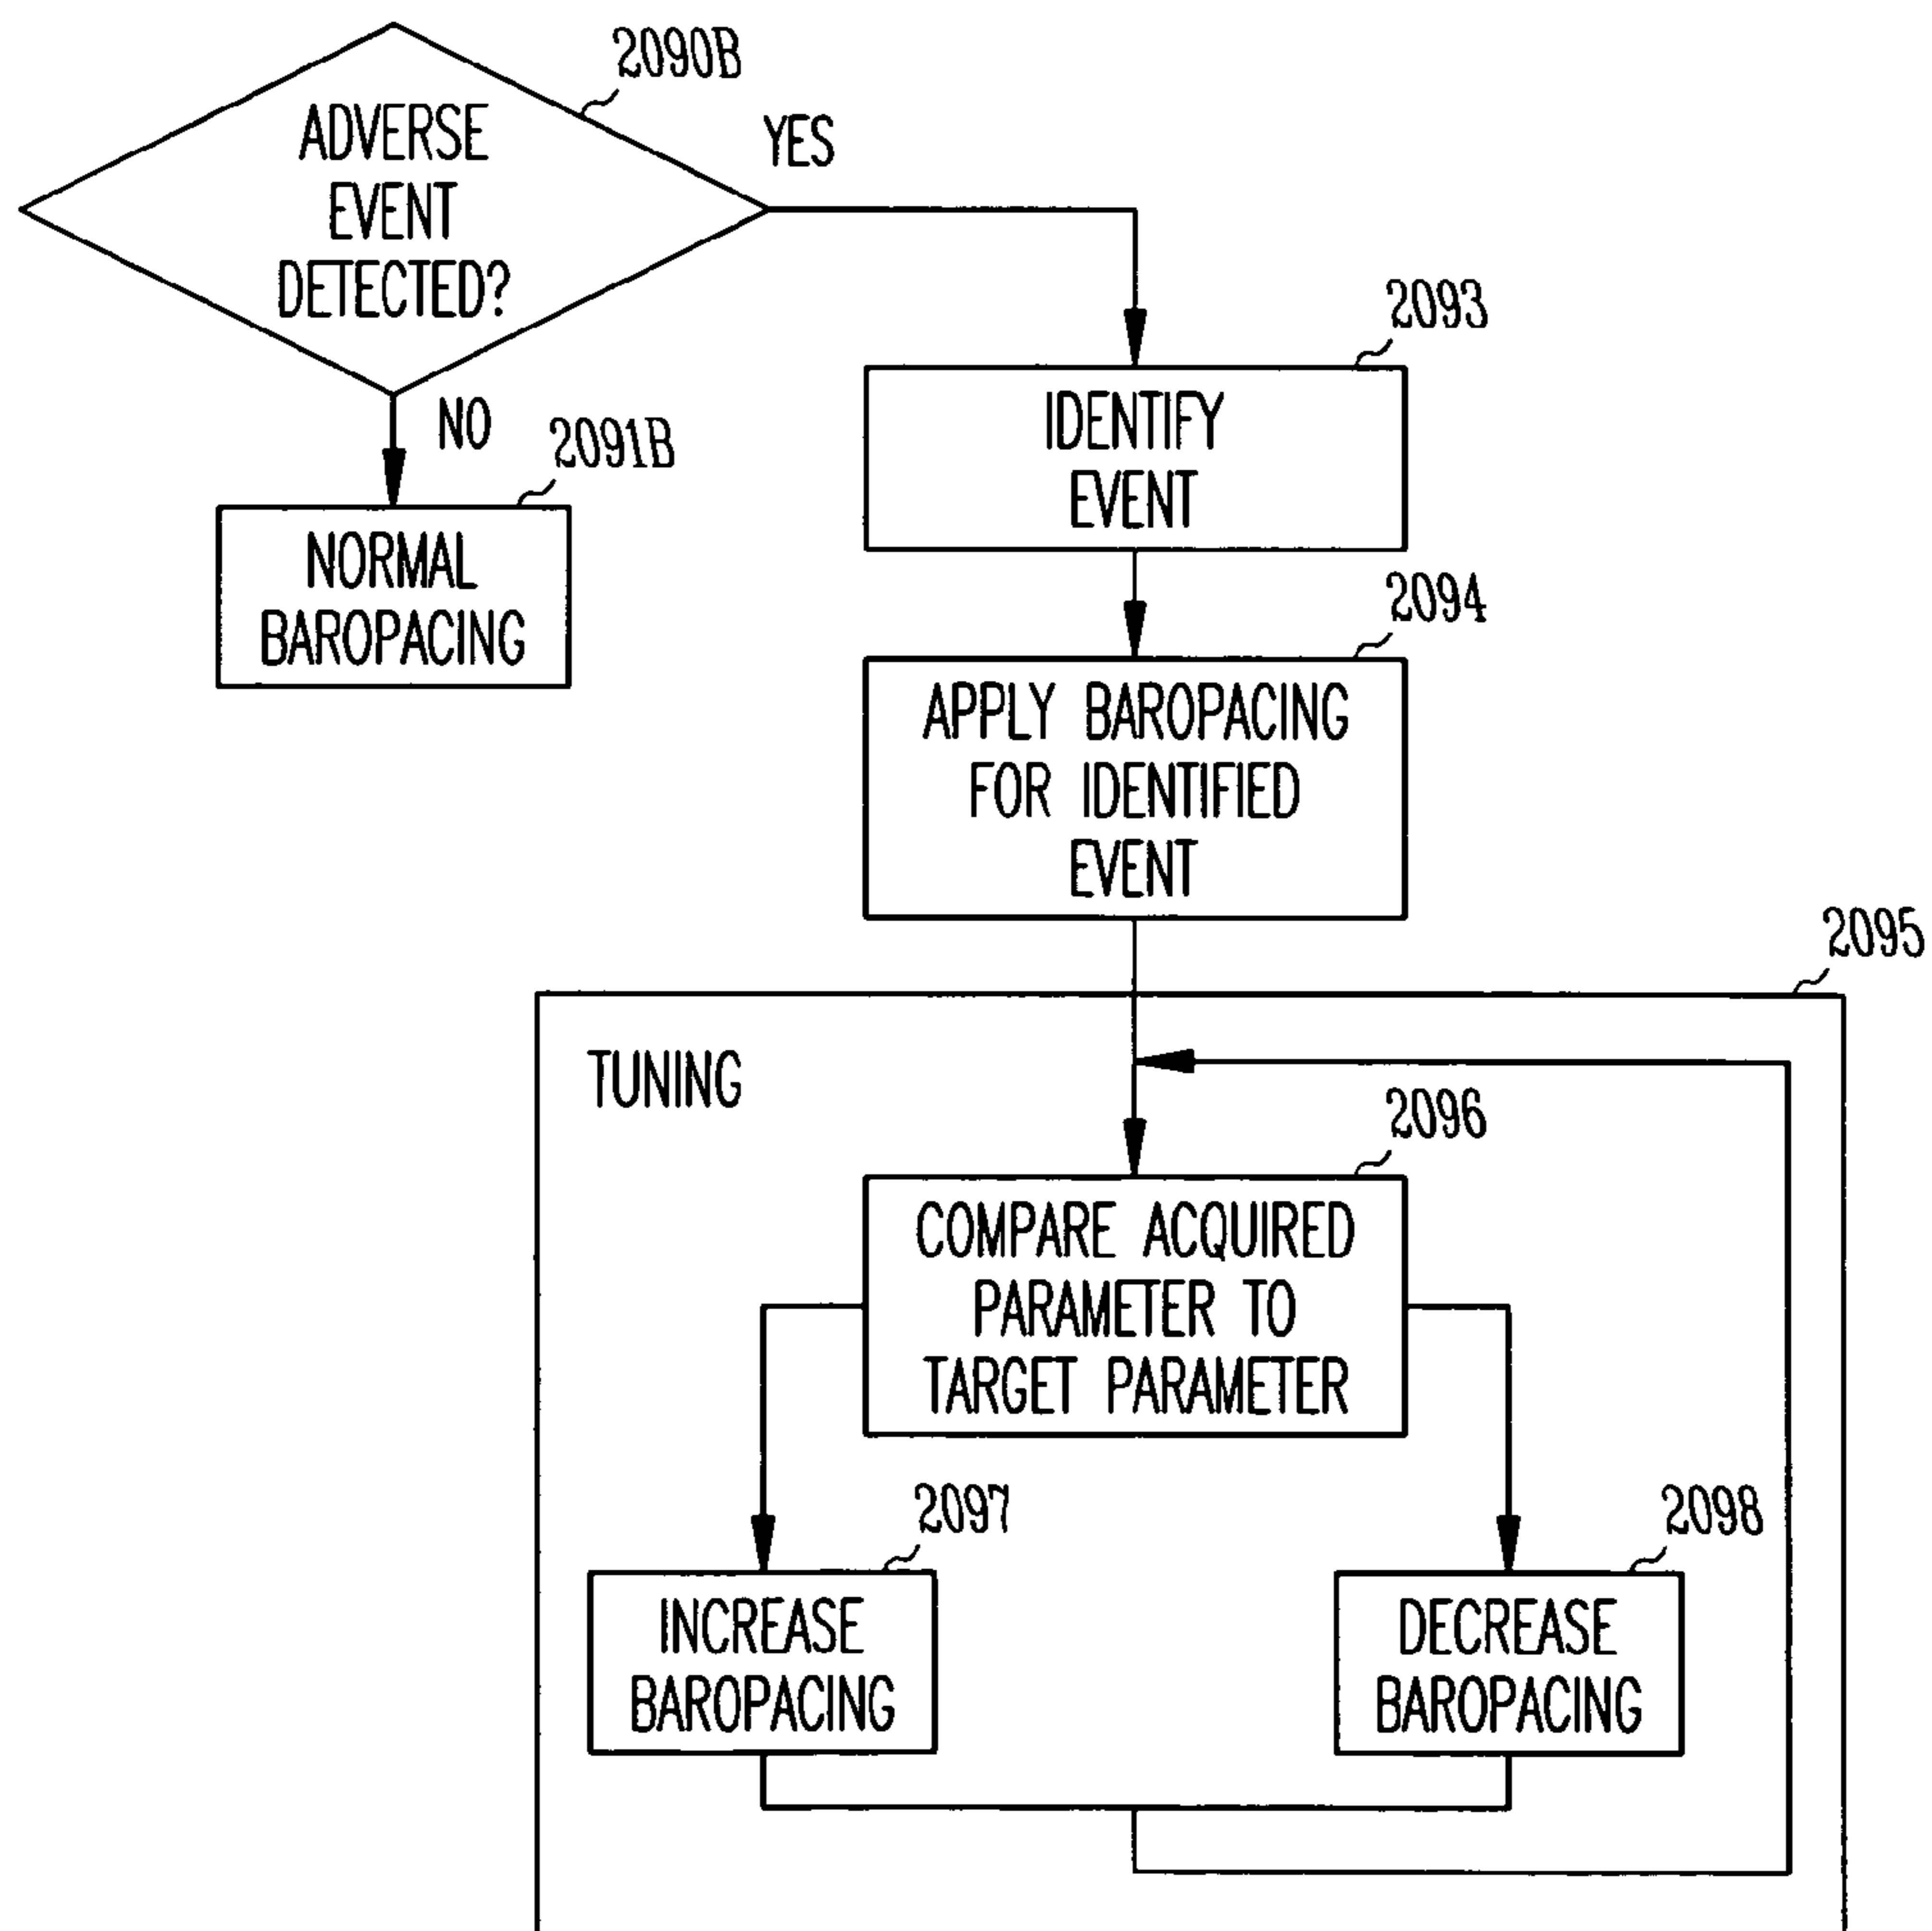 2090B
ADVERSE
EVENT
DETECTED?
YES
NO
2091B
NORMAL
BAROPACING
2093
IDENTIFY
EVENT
2094
APPLY BAROPACING
FOR IDENTIFIED
EVENT
2095
TUNING
2096
COMPARE ACQUIRED
PARAMETER TO
TARGET PARAMETER
2097
INCREASE
BAROPACING
2098
DECREASE
BAROPACING